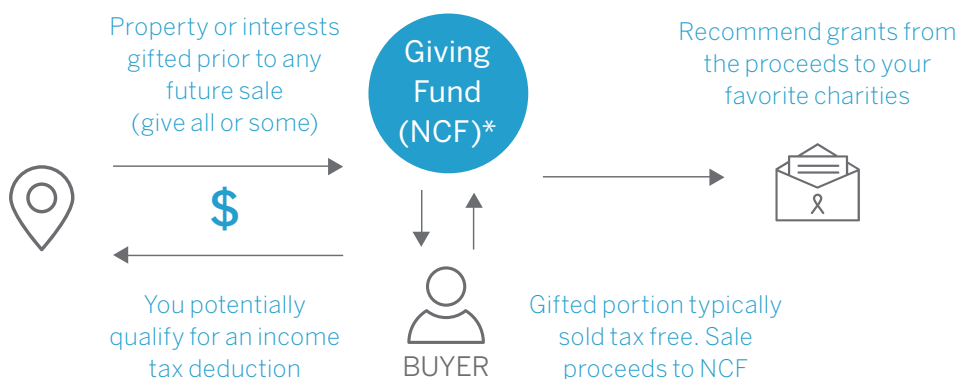 Property or interests
gifted prior to any
future sale
(give all or some)
Giving
Fund
(NCF)*
Recommend grants from
the proceeds to your
favorite charities
$
You potentially
qualify for an income
tax deduction
BUYER
Gifted portion typically
sold tax free. Sale
proceeds to NCF